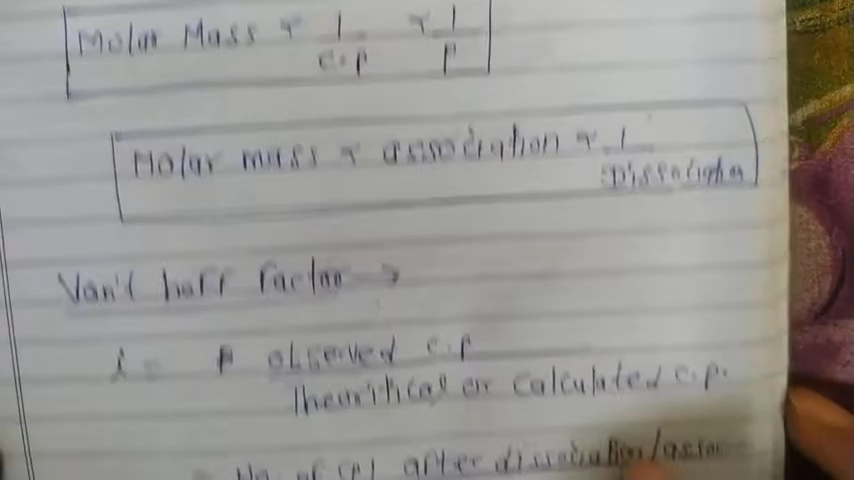 Molar Mass ∝ 1/c.p ∝ 1/p
Molar mass ∝ association ∝ 1/Dissociation
Van't hoff factor →
i = observed c.p
Theoritical or calculated c.p.
No. of after dissociation/